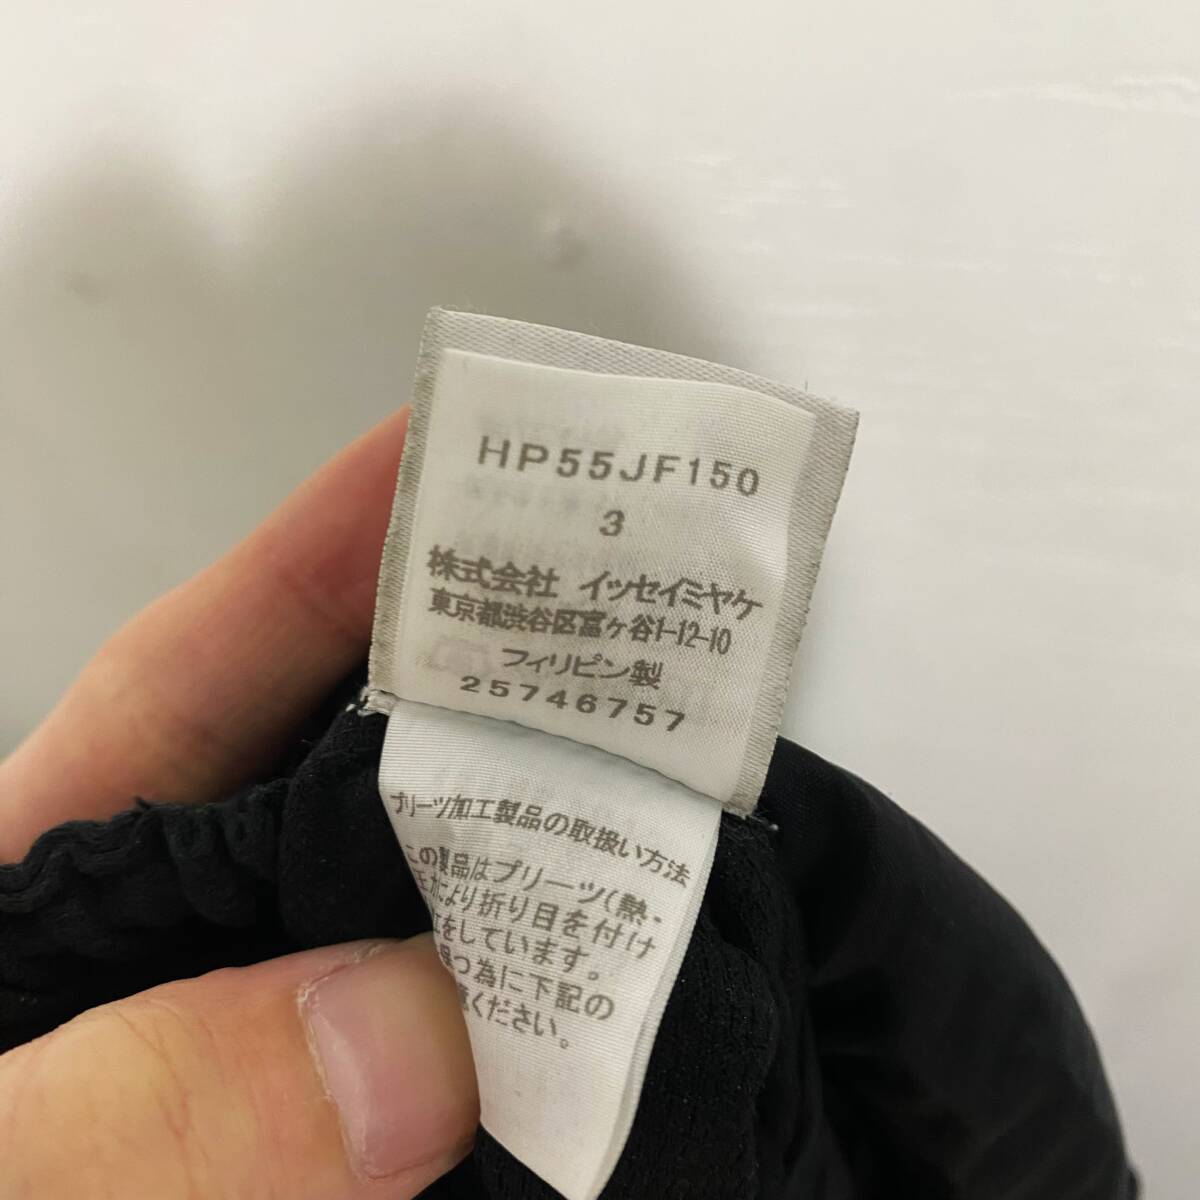 HP55JF150
3
株式会社 イッセイミヤケ
東京都渋谷区富ヶ谷1-12-10
フィリピン製
25746757
プリーツ加工製品の取扱い方法
この製品はプリーツ(熱・
力により折り目を付け
をしています。
つ為に下記の
ください。